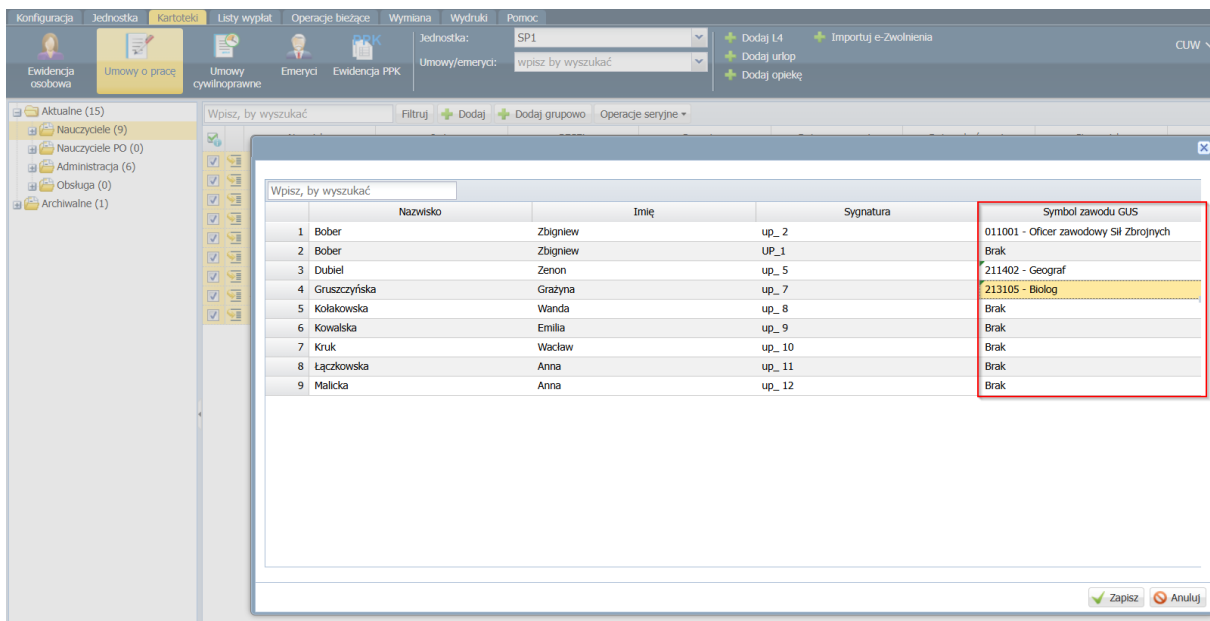 Konfiguracja Jednostka Kartoteki Listy wypłat Operacje bieżące Wymiana Wydruki Pomoc
Ewidencja osobowa
Umowy o pracę
Umowy cywilnoprawne
Emeryci
PPK
Ewidencja PPK
Jednostka: SP1
Umowy/emeryci: wpisz by wyszukać
Dodaj L4 Importuj e-Zwolnienia
Dodaj urlop
Dodaj opiekę
CUW
Aktualne (15)
Nauczyciele (9)
Nauczyciele PO (0)
Administracja (6)
Obsługa (0)
Archiwalne (1)
Wpisz, by wyszukać Filtruj Dodaj Dodaj grupowo Operacje seryjne
Wpisz, by wyszukać
Nazwisko Imię Sygnatura Symbol zawodu GUS
1 Bober Zbigniew up_ 2 011001 - Oficer zawodowy Sił Zbrojnych
2 Bober Zbigniew UP_1 Brak
3 Dubiel Zenon up_ 5 211402 - Geograf
4 Gruszczyńska Grażyna up_ 7 213105 - Biolog
5 Kołakowska Wanda up_ 8 Brak
6 Kowalska Emilia up_ 9 Brak
7 Kruk Wacław up_ 10 Brak
8 Łączkowska Anna up_ 11 Brak
9 Malicka Anna up_ 12 Brak
Zapisz Anuluj